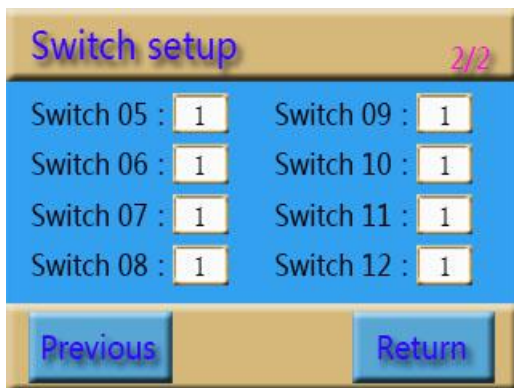 Switch setup 2/2
Switch 05 : 1 Switch 09 : 1
Switch 06 : 1 Switch 10 : 1
Switch 07 : 1 Switch 11 : 1
Switch 08 : 1 Switch 12 : 1
Previous Return